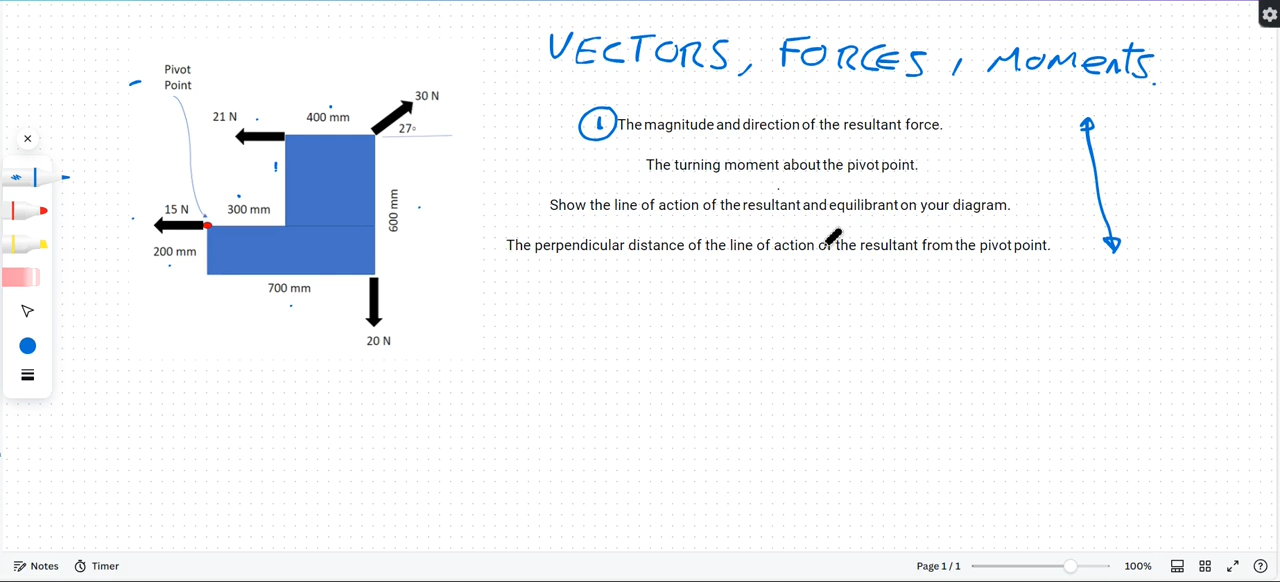 VECTORS, FORCES, MOMENTS.
Pivot
Point
30 N
21 N
400 mm
27°
1 The magnitude and direction of the resultant force.
The turning moment about the pivot point.
15 N
300 mm
600 mm
Show the line of action of the resultant and equilibrant on your diagram.
200 mm
The perpendicular distance of the line of action of the resultant from the pivot point.
700 mm
20 N
Notes
Timer
Page 1 / 1
100%